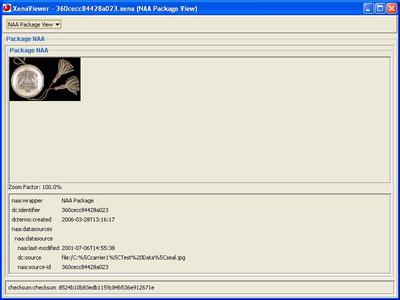 XenaViewer - 360cecc84428a023.xena (NAA Package View)
NAA Package View
Package NAA
Package NAA
Zoom Factor: 100.0%
naa:wrapper NAA Package
dc:identifier 360cecc84428a023
dcterms:created 2006-03-28T13:16:17
naa:datasources
naa:datasource
naa:last-modified 2001-07-06T14:55:38
dc:source file:/C:%5CCarrier1%5CTest%20Data%5Cseal.jpg
naa:source-id 360cecc84428a023
checksum:checksum 8524b10b83edb1159c84b536e912671e